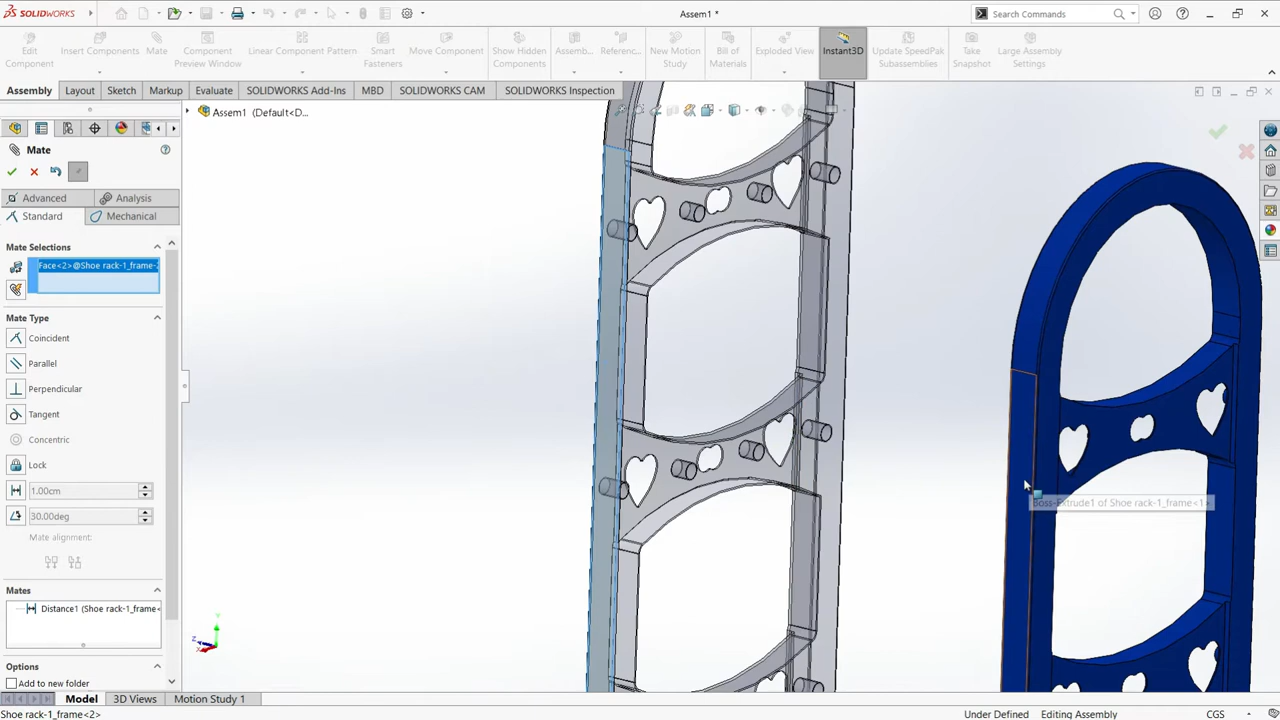 SOLIDWORKS
Assem1 *
Search Commands
Edit Component
Insert Components
Mate
Component Preview Window
Linear Component Pattern
Smart Fasteners
Move Component
Show Hidden Components
Assemb...
Referenc...
New Motion Study
Bill of Materials
Exploded View
Instant3D
Update SpeedPak Subassemblies
Take Snapshot
Large Assembly Settings
Assembly
Layout
Sketch
Markup
Evaluate
SOLIDWORKS Add-Ins
MBD
SOLIDWORKS CAM
SOLIDWORKS Inspection
Assem1 (Default<D...
Mate
Advanced
Analysis
Standard
Mechanical
Mate Selections
Face<2>@Shoe rack-1_frame-
Mate Type
Coincident
Parallel
Perpendicular
Tangent
Concentric
Lock
1.00cm
30.00deg
Mate alignment:
Mates
Distance1 (Shoe rack-1_frame<
Options
Add to new folder
Boss-Extrude1 of Shoe rack-1_frame<1>
Model
3D Views
Motion Study 1
Shoe rack-1_frame<2>
Under Defined
Editing Assembly
CGS